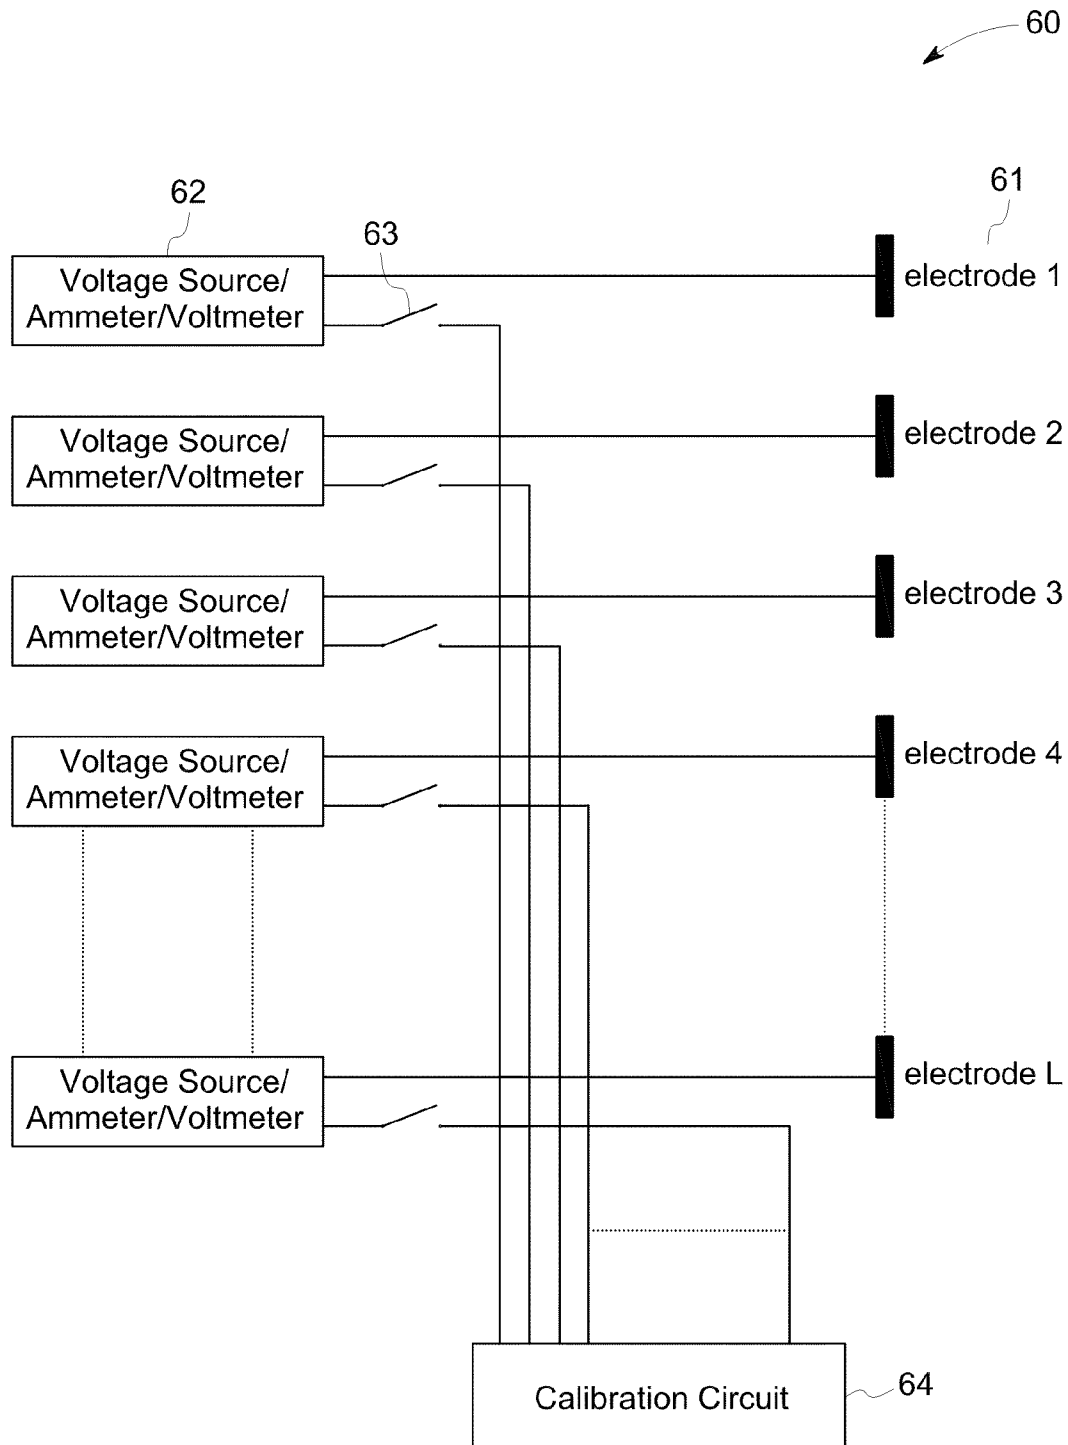 60
61
62
63
Voltage Source/
Ammeter/Voltmeter
electrode 1
Voltage Source/
Ammeter/Voltmeter
electrode 2
Voltage Source/
Ammeter/Voltmeter
electrode 3
Voltage Source/
Ammeter/Voltmeter
electrode 4
Voltage Source/
Ammeter/Voltmeter
electrode L
Calibration Circuit
64